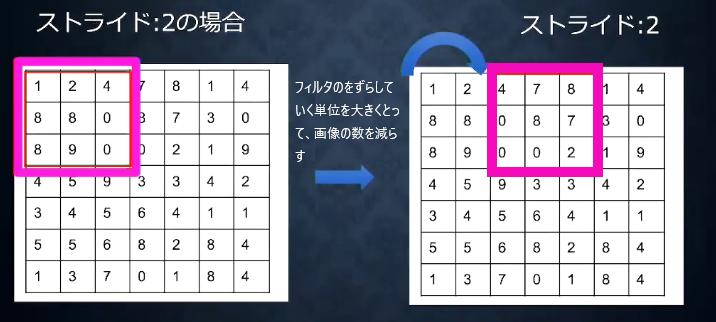 ストライド:2の場合
1 2 4 7 8 1 4
8 8 0 8 7 3 0
8 9 0 0 2 1 9
4 5 9 3 3 4 2
3 4 5 6 4 1 1
5 5 6 8 2 8 4
1 3 7 0 1 8 4
フィルタのをずらして
いく単位を大きくとっ
て、画像の数を減ら
す
ストライド:2
1 2 4 7 8 1 4
8 8 0 8 7 3 0
8 9 0 0 2 1 9
4 5 9 3 3 4 2
3 4 5 6 4 1 1
5 5 6 8 2 8 4
1 3 7 0 1 8 4